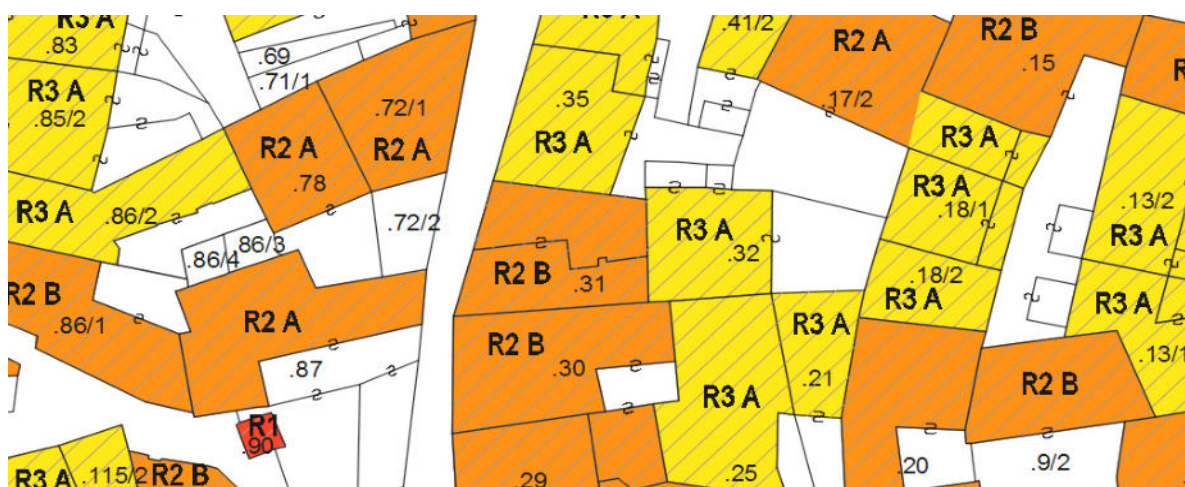 R3 A
.83
R3 A
.85/2
R3 A
.86/2
.69
.71/1
.72/1
R2 A
R2 A
.78
.72/2
.86/3
.86/4
R2 B
.86/1
R2 A
.87
R1
.90
R3 A
.115/2
R2 B
R3 A
.35
R3 A
.41/2
R2 A
.17/2
R2 B
.15
R3 A
R3 A
.18/1
.13/2
R3 A
R3 A
.32
R2 B
.31
.18/2
R3 A
R3 A
.13/1
R2 B
.30
R3 A
.21
R3 A
.25
R2 B
.29
.20
.9/2